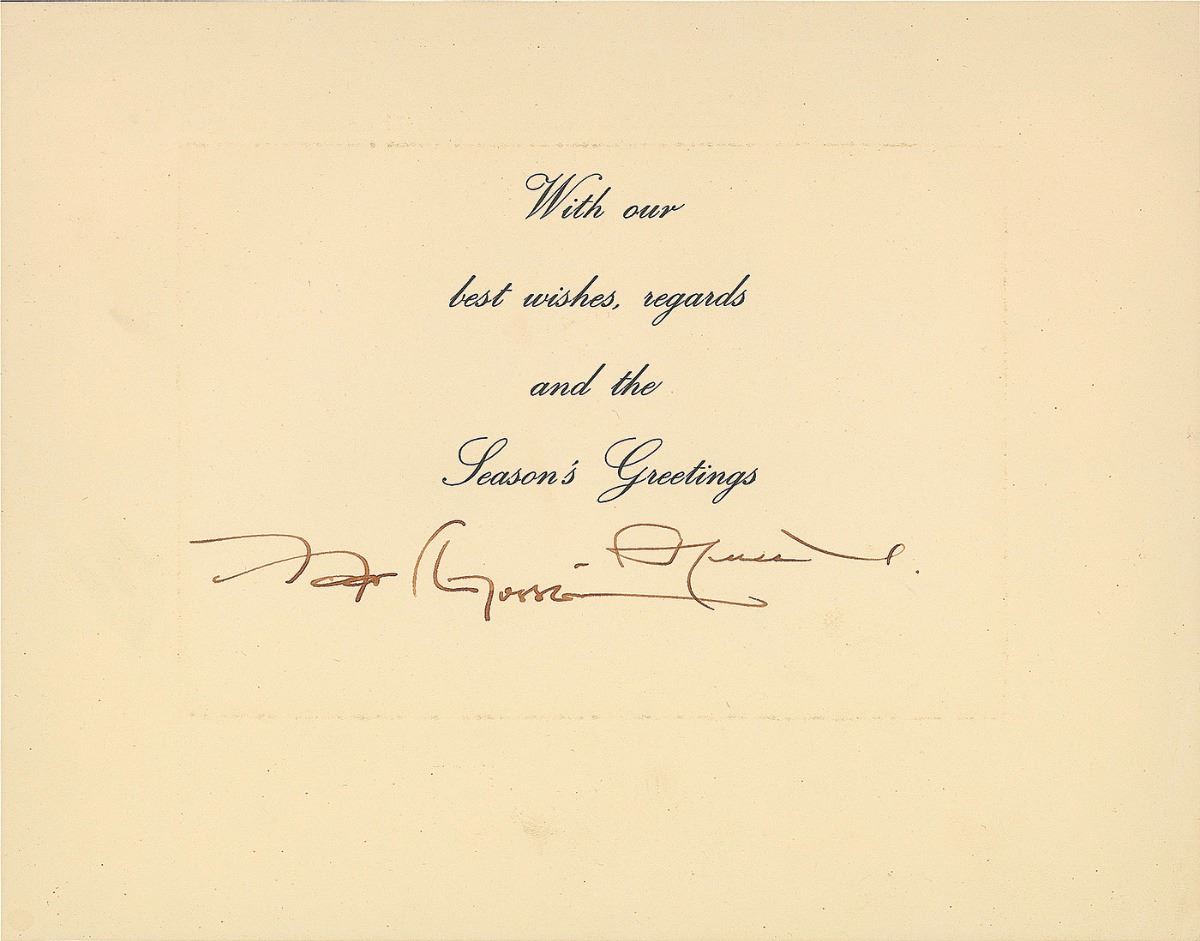 With our
best wishes, regards
and the
Season's Greetings